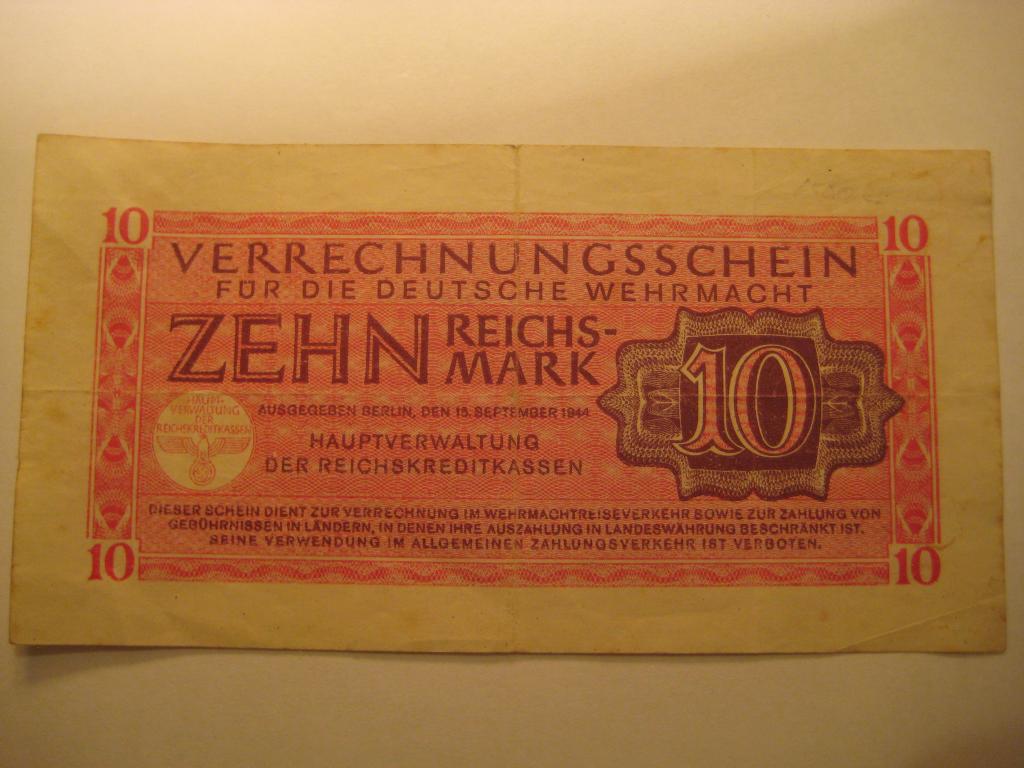 10 10
VERRECHNUNGSSCHEIN
FÜR DIE DEUTSCHE WEHRMACHT
ZEHN REICHS-
MARK
10
HAUPT-
VERWALTUNG
DER
REICHSKREDITKASSEN
AUSGEGEBEN BERLIN, DEN 15. SEPTEMBER 1944
HAUPTVERWALTUNG
DER REICHSKREDITKASSEN
DIESER SCHEIN DIENT ZUR VERRECHNUNG IM WEHRMACHTREISEVERKEHR SOWIE ZUR ZAHLUNG VON
GEBÜHRNISSEN IN LÄNDERN, IN DENEN IHRE AUSZAHLUNG IN LANDESWÄHRUNG BESCHRÄNKT IST.
SEINE VERWENDUNG IM ALLGEMEINEN ZAHLUNGSVERKEHR IST VERBOTEN.
10 10